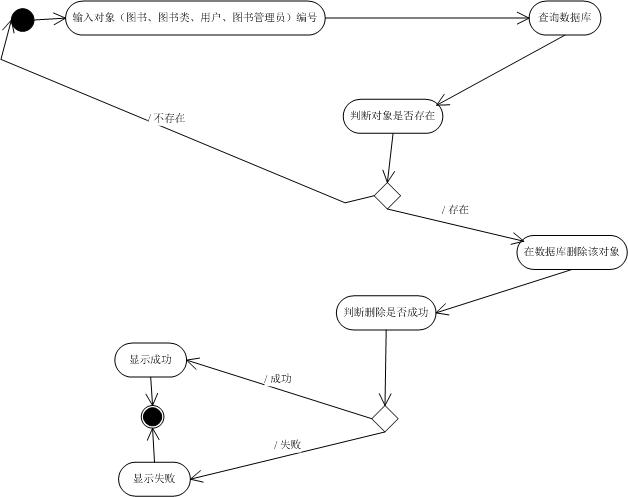 输入对象（图书、图书类、用户、图书管理员）编号
查询数据库
判断对象是否存在
/ 不存在
/ 存在
在数据库删除该对象
判断删除是否成功
显示成功
/ 成功
/ 失败
显示失败